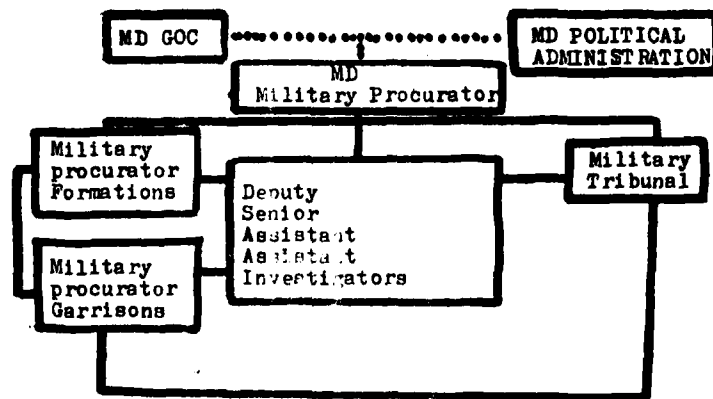 MD GOC
MD POLITICAL
ADMINISTRATION
MD
Military Procurator
Military
procurator
Formations
Deputy
Senior
Assistant
Assistant
Investigators
Military
Tribunal
Military
procurator
Garrisons